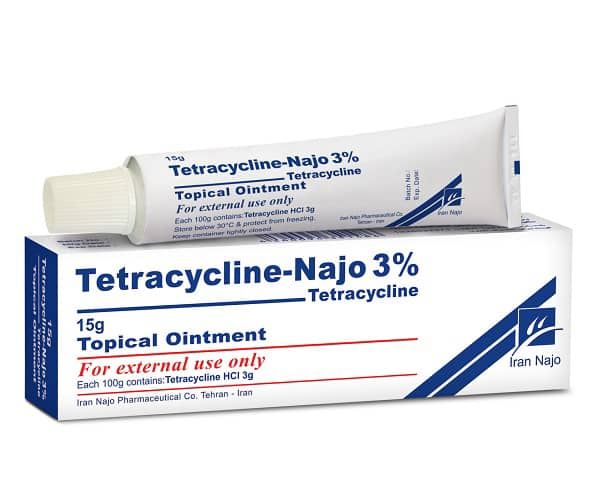 15g
Tetracycline-Najo 3%
Tetracycline
Topical Ointment
For external use only
Each 100g contains:Tetracycline HCl 3g
Store below 30°C & protect from freezing.
Keep container tightly closed.
Batch No.:
Exp. Date:
Iran Najo Pharmaceutical Co.
Tehran - Iran
Iran Najo
Tetracycline-Najo 3%
Tetracycline
15g
Topical Ointment
For external use only
Each 100g contains:Tetracycline HCl 3g
Iran Najo Pharmaceutical Co. Tehran - Iran
Iran Najo
15g
Tetracycline-Najo 3%
Tetracycline
Topical Ointment